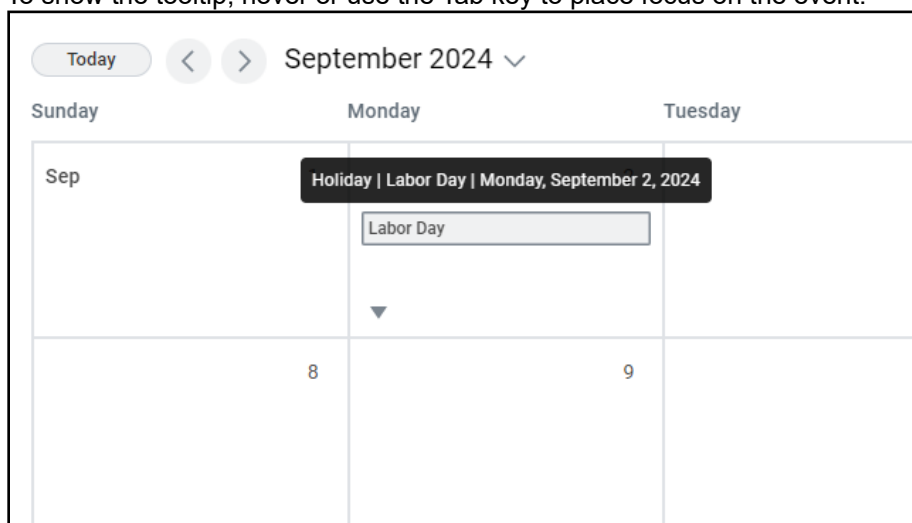 To show the tooltip, hover or use the Tab key to place focus on the event.
Today September 2024
Sunday Monday Tuesday
Sep
Holiday | Labor Day | Monday, September 2, 2024
Labor Day
8 9